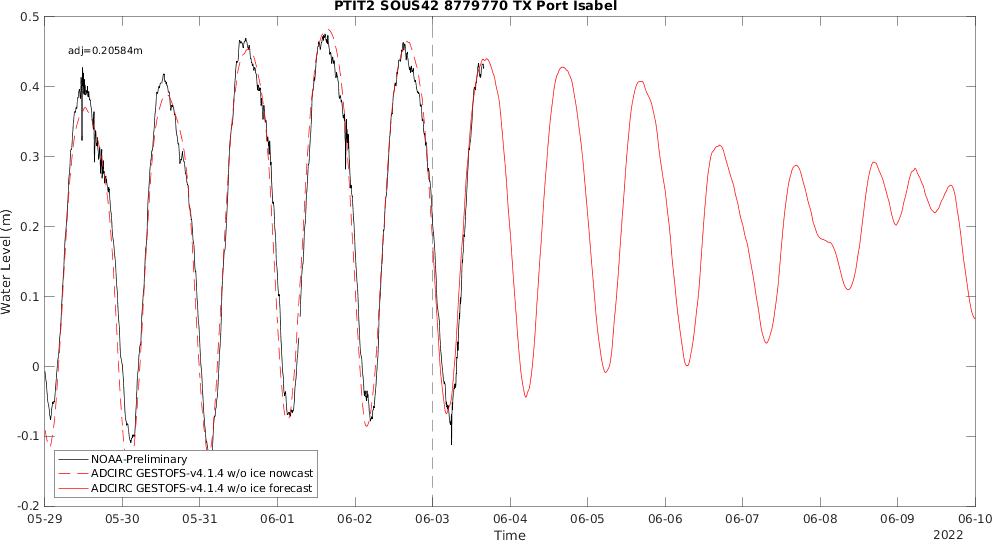 PTIT2 SOUS42 8779770 TX Port Isabel
adj=0.20584m
Water Level (m)
0.5
0.4
0.3
0.2
0.1
0
-0.1
-0.2
NOAA-Preliminary
ADCIRC GESTOFS-v4.1.4 w/o ice nowcast
ADCIRC GESTOFS-v4.1.4 w/o ice forecast
05-29 05-30 05-31 06-01 06-02 06-03 06-04 06-05 06-06 06-07 06-08 06-09 06-10
Time
2022